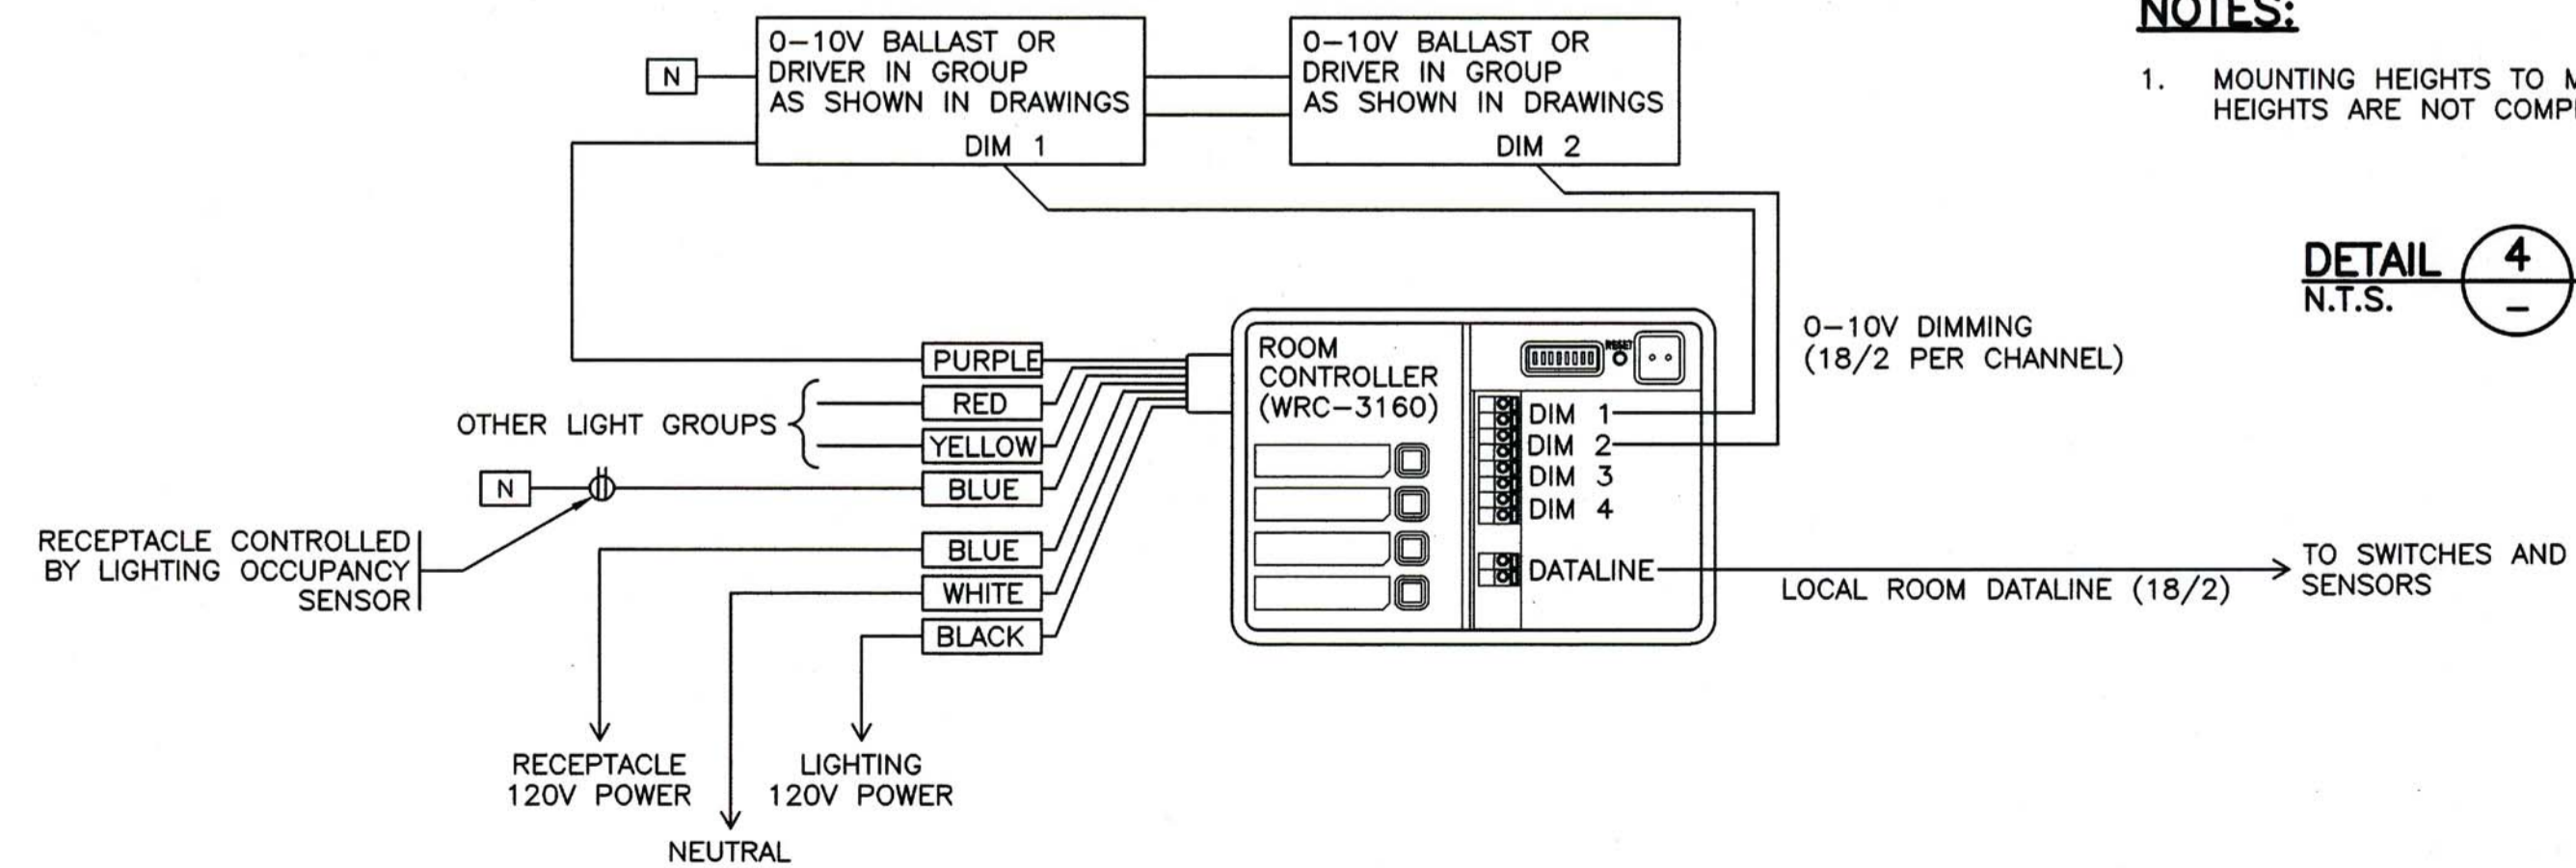 0-10V BALLAST OR
DRIVER IN GROUP
AS SHOWN IN DRAWINGS
DIM 1
0-10V BALLAST OR
DRIVER IN GROUP
AS SHOWN IN DRAWINGS
DIM 2
N
NOTES:
1. MOUNTING HEIGHTS TO
HEIGHTS ARE NOT
DETAIL 4
N.T.S. -
0-10V DIMMING
(18/2 PER CHANNEL)
PURPLE
RED
YELLOW
BLUE
BLUE
WHITE
BLACK
OTHER LIGHT GROUPS
N
RECEPTACLE CONTROLLED
BY LIGHTING OCCUPANCY
SENSOR
ROOM
CONTROLLER
(WRC-3160)
RESET
DIM 1
DIM 2
DIM 3
DIM 4
DATALINE
LOCAL ROOM DATALINE (18/2)
TO SWITCHES AND
SENSORS
RECEPTACLE
120V POWER
LIGHTING
120V POWER
NEUTRAL